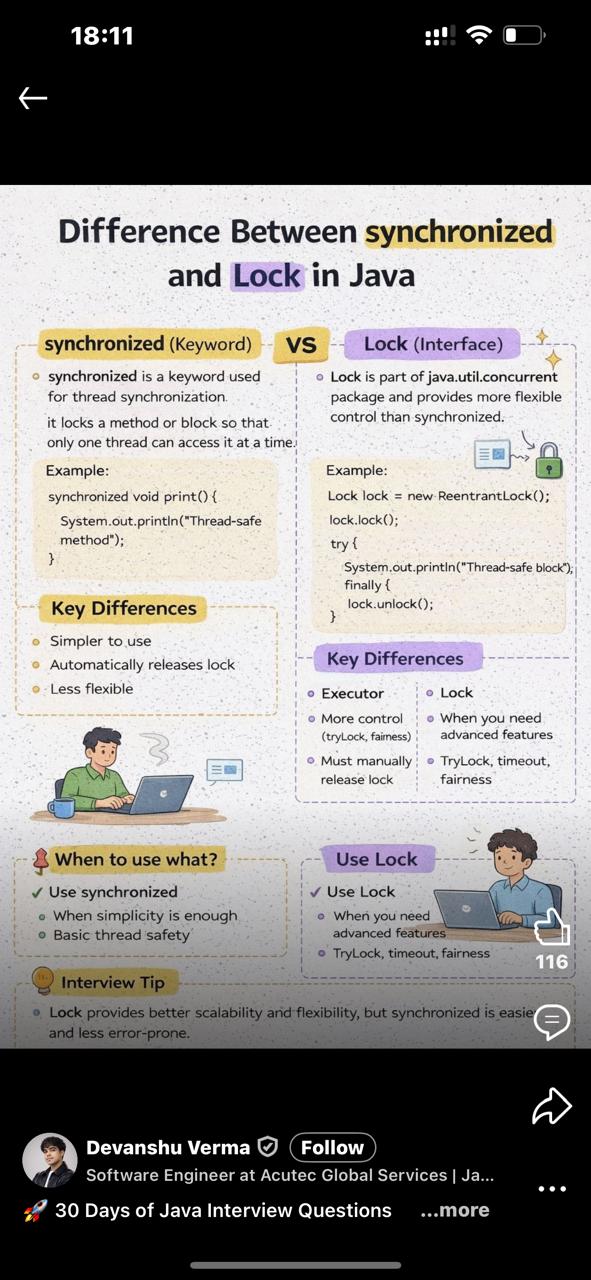 18:11
Difference Between synchronized
and Lock in Java
synchronized (Keyword)
VS
Lock (Interface)
synchronized is a keyword used
for thread synchronization.
it locks a method or block so that
only one thread can access it at a time.
Example:
synchronized void print() {
System.out.println("Thread-safe
method");
}
Key Differences
Simpler to use
Automatically releases lock
Less flexible
Lock is part of java.util.concurrent
package and provides more flexible
control than synchronized.
Example:
Lock lock = new ReentrantLock();
lock.lock();
try {
System.out.println("Thread-safe block");
finally {
lock.unlock();
}
Key Differences
Executor
More control
(tryLock, fairness)
Must manually
release lock
Lock
When you need
advanced features
TryLock, timeout,
fairness
When to use what?
✓ Use synchronized
When simplicity is enough
Basic thread safety
Use Lock
✓ Use Lock
When you need
advanced features
TryLock, timeout, fairness
116
Interview Tip
Lock provides better scalability and flexibility, but synchronized is easie
and less error-prone.
Devanshu Verma
Follow
Software Engineer at Acutec Global Services | Ja...
🚀 30 Days of Java Interview Questions ...more